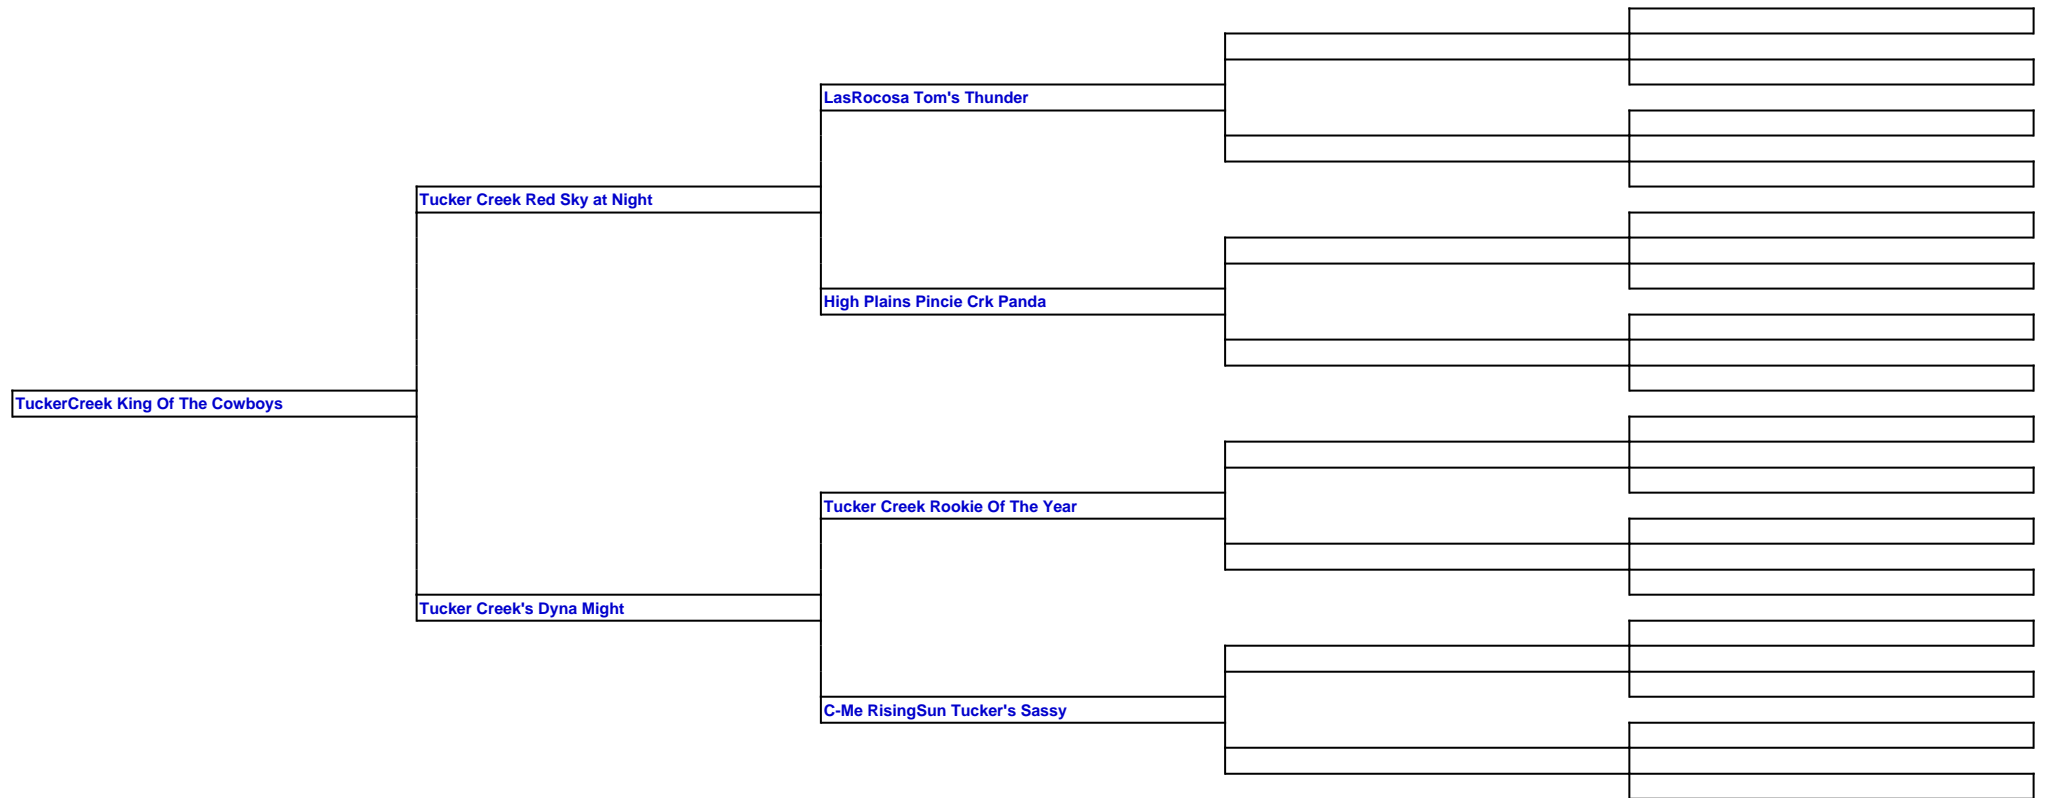 LasRocosa Tom's Thunder
Tucker Creek Red Sky at Night
High Plains Pincie Crk Panda
TuckerCreek King Of The Cowboys
Tucker Creek Rookie Of The Year
Tucker Creek's Dyna Might
C-Me RisingSun Tucker's Sassy